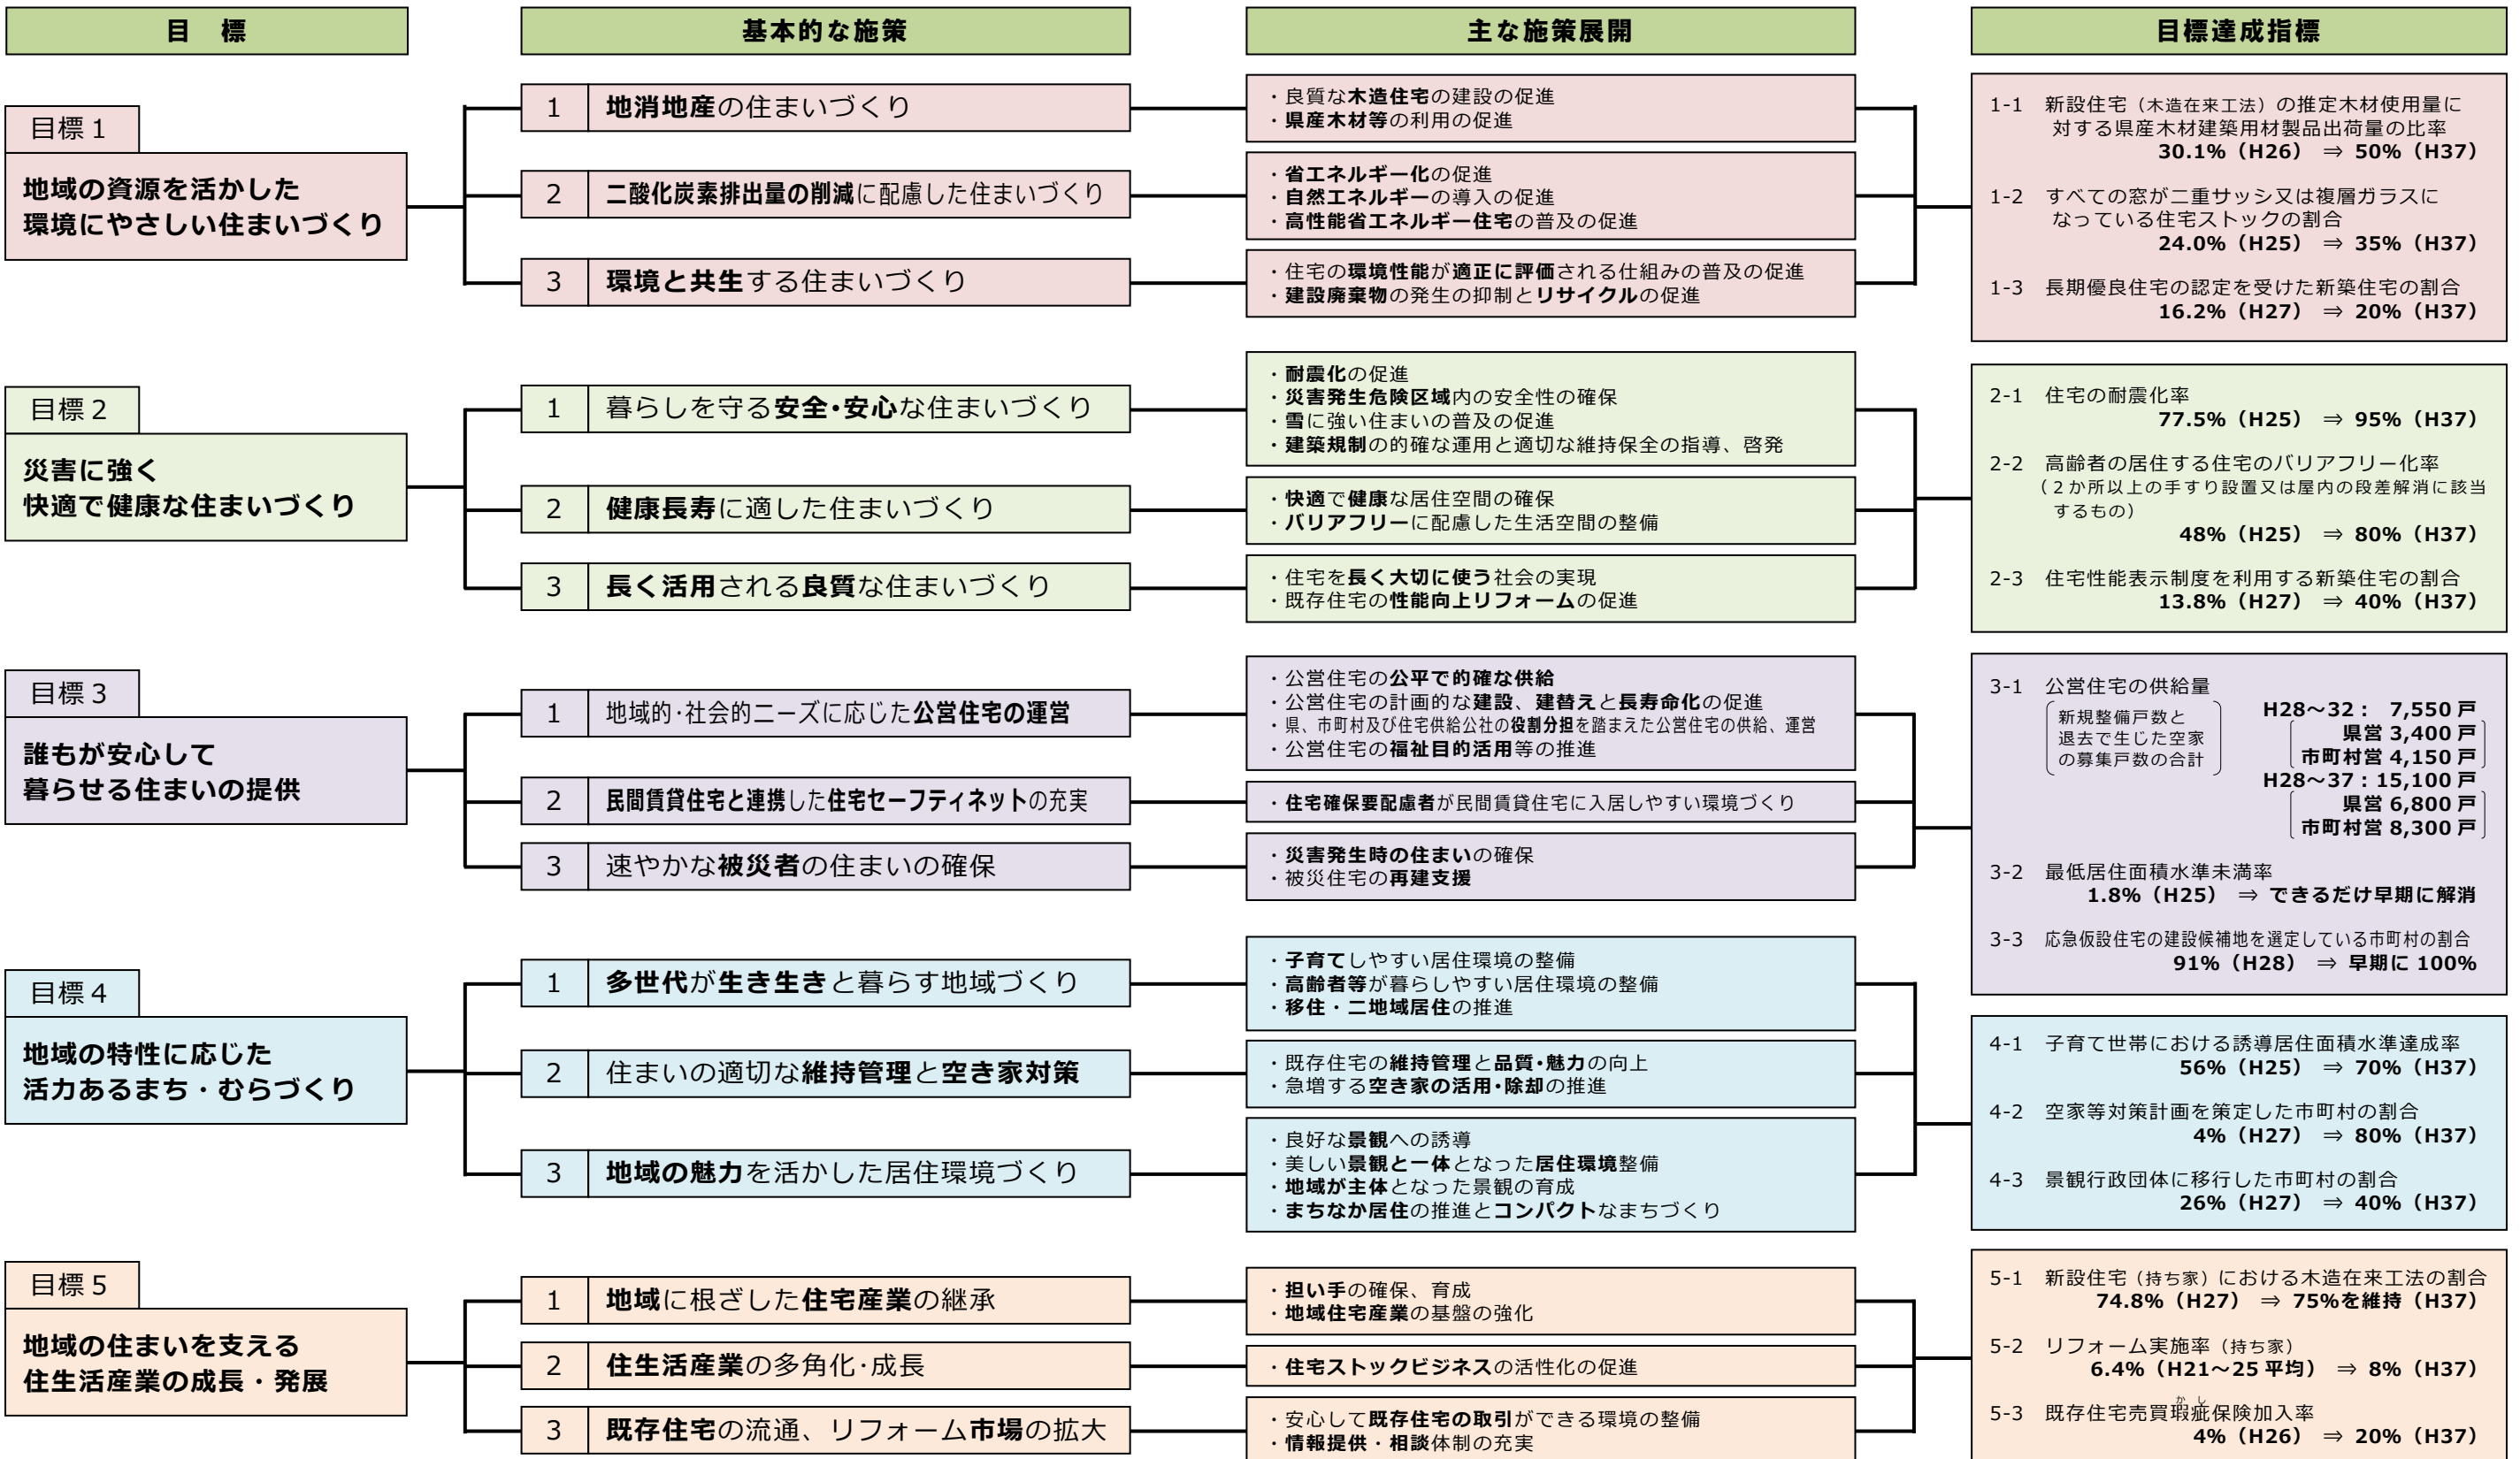 目　標
基本的な施策
主な施策展開
目標達成指標
目標１
地域の資源を活かした
環境にやさしい住まいづくり
1 地消地産の住まいづくり
・良質な木造住宅の建設の促進
・県産木材等の利用の促進
2 二酸化炭素排出量の削減に配慮した住まいづくり
・省エネルギー化の促進
・自然エネルギーの導入の促進
・高性能省エネルギー住宅の普及の促進
3 環境と共生する住まいづくり
・住宅の環境性能が適正に評価される仕組みの普及の促進
・建設廃棄物の発生の抑制とリサイクルの促進
1-1 新設住宅（木造在来工法）の推定木材使用量に
対する県産木材建築用材製品出荷量の比率
30.1%（H26） ⇒ 50%（H37）
1-2 すべての窓が二重サッシ又は複層ガラスに
なっている住宅ストックの割合
24.0%（H25） ⇒ 35%（H37）
1-3 長期優良住宅の認定を受けた新築住宅の割合
16.2%（H27） ⇒ 20%（H37）
目標２
災害に強く
快適で健康な住まいづくり
1 暮らしを守る安全・安心な住まいづくり
・耐震化の促進
・災害発生危険区域内の安全性の確保
・雪に強い住まいの普及の促進
・建築規制の的確な運用と適切な維持保全の指導、啓発
2 健康長寿に適した住まいづくり
・快適で健康な居住空間の確保
・バリアフリーに配慮した生活空間の整備
3 長く活用される良質な住まいづくり
・住宅を長く大切に使う社会の実現
・既存住宅の性能向上リフォームの促進
2-1 住宅の耐震化率
77.5%（H25） ⇒ 95%（H37）
2-2 高齢者の居住する住宅のバリアフリー化率
（２か所以上の手すり設置又は屋内の段差解消に該当
するもの）
48%（H25） ⇒ 80%（H37）
2-3 住宅性能表示制度を利用する新築住宅の割合
13.8%（H27） ⇒ 40%（H37）
目標３
誰もが安心して
暮らせる住まいの提供
1 地域的・社会的ニーズに応じた公営住宅の運営
・公営住宅の公平で的確な供給
・公営住宅の計画的な建設、建替えと長寿命化の促進
・県、市町村及び住宅供給公社の役割分担を踏まえた公営住宅の供給、運営
・公営住宅の福祉目的活用等の推進
2 民間賃貸住宅と連携した住宅セーフティネットの充実
・住宅確保要配慮者が民間賃貸住宅に入居しやすい環境づくり
3 速やかな被災者の住まいの確保
・災害発生時の住まいの確保
・被災住宅の再建支援
3-1 公営住宅の供給量
新規整備戸数と
退去で生じた空家
の募集戸数の合計
H28～32： 7,550 戸
県営 3,400 戸
市町村営 4,150 戸
H28～37：15,100 戸
県営 6,800 戸
市町村営 8,300 戸
3-2 最低居住面積水準未満率
1.8%（H25） ⇒ できるだけ早期に解消
3-3 応急仮設住宅の建設候補地を選定している市町村の割合
91%（H28） ⇒ 早期に 100%
目標４
地域の特性に応じた
活力あるまち・むらづくり
1 多世代が生き生きと暮らす地域づくり
・子育てしやすい居住環境の整備
・高齢者等が暮らしやすい居住環境の整備
・移住・二地域居住の推進
2 住まいの適切な維持管理と空き家対策
・既存住宅の維持管理と品質・魅力の向上
・急増する空き家の活用・除却の推進
3 地域の魅力を活かした居住環境づくり
・良好な景観への誘導
・美しい景観と一体となった居住環境整備
・地域が主体となった景観の育成
・まちなか居住の推進とコンパクトなまちづくり
4-1 子育て世帯における誘導居住面積水準達成率
56%（H25） ⇒ 70%（H37）
4-2 空家等対策計画を策定した市町村の割合
4%（H27） ⇒ 80%（H37）
4-3 景観行政団体に移行した市町村の割合
26%（H27） ⇒ 40%（H37）
目標５
地域の住まいを支える
住生活産業の成長・発展
1 地域に根ざした住宅産業の継承
・担い手の確保、育成
・地域住宅産業の基盤の強化
2 住生活産業の多角化・成長
・住宅ストックビジネスの活性化の促進
3 既存住宅の流通、リフォーム市場の拡大
・安心して既存住宅の取引ができる環境の整備
・情報提供・相談体制の充実
5-1 新設住宅（持ち家）における木造在来工法の割合
74.8%（H27） ⇒ 75%を維持（H37）
5-2 リフォーム実施率（持ち家）
6.4%（H21～25 平均） ⇒ 8%（H37）
かし
5-3 既存住宅売買瑕疵保険加入率
4%（H26） ⇒ 20%（H37）